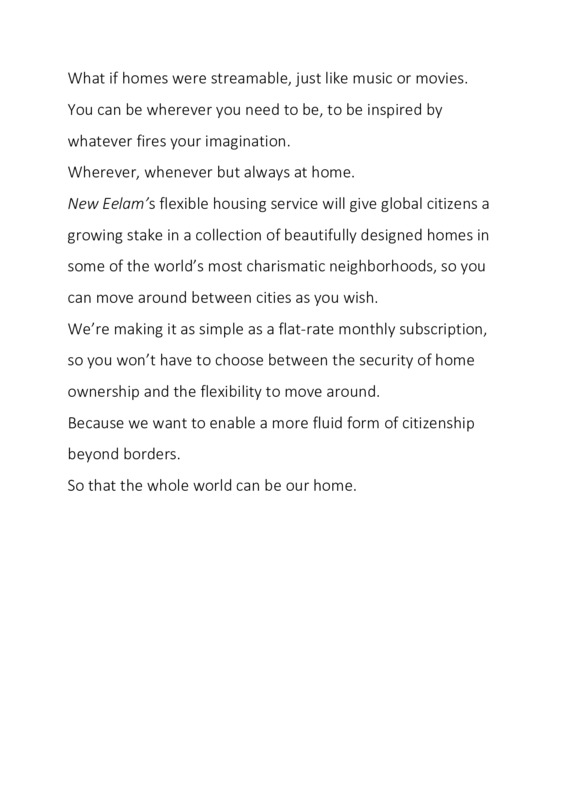 What if homes were streamable, just like music or movies.
You can be wherever you need to be, to be inspired by
whatever fires your imagination.
Wherever, whenever but always at home.
New Eelam’s flexible housing service will give global citizens a
growing stake in a collection of beautifully designed homes in
some of the world’s most charismatic neighborhoods, so you
can move around between cities as you wish.
We’re making it as simple as a flat-rate monthly subscription,
so you won’t have to choose between the security of home
ownership and the flexibility to move around.
Because we want to enable a more fluid form of citizenship
beyond borders.
So that the whole world can be our home.